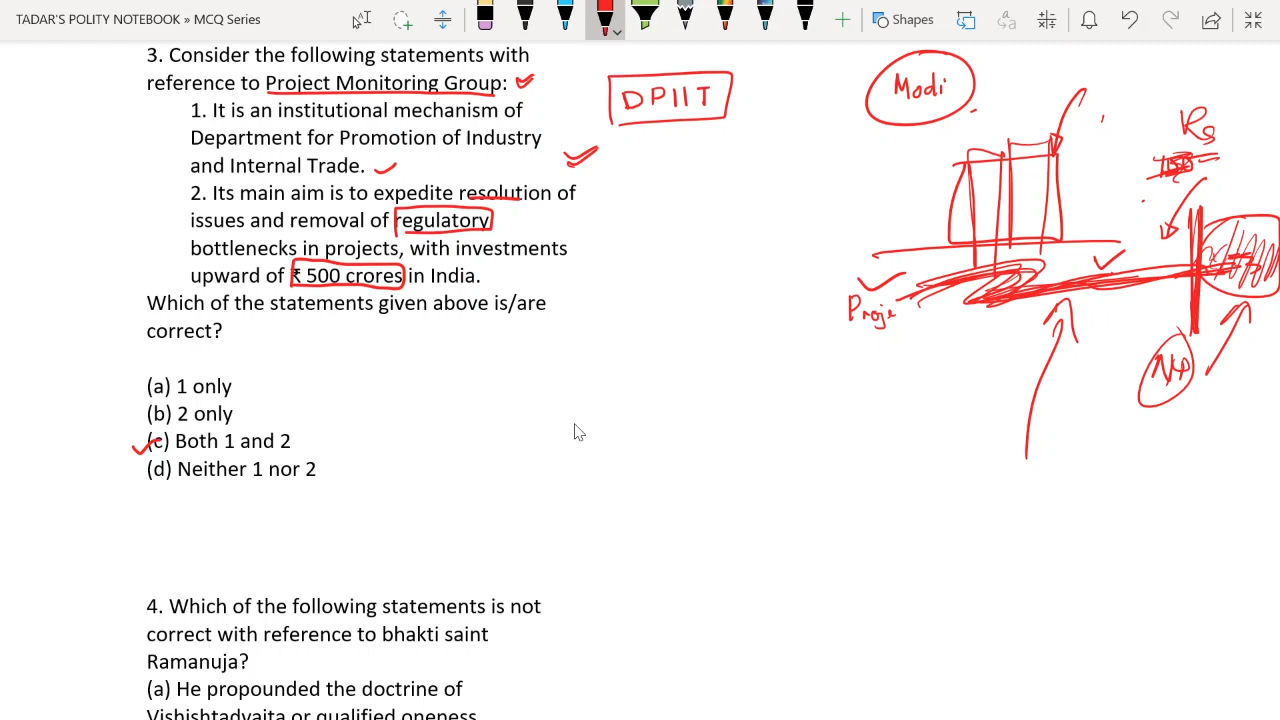 TADAR'S POLITY NOTEBOOK » MCQ Series
Shapes
3. Consider the following statements with
reference to Project Monitoring Group:
1. It is an institutional mechanism of
Department for Promotion of Industry
and Internal Trade.
2. Its main aim is to expedite resolution of
issues and removal of regulatory
bottlenecks in projects, with investments
upward of ₹ 500 crores in India.
Which of the statements given above is/are
correct?
(a) 1 only
(b) 2 only
(c) Both 1 and 2
(d) Neither 1 nor 2
4. Which of the following statements is not
correct with reference to bhakti saint
Ramanuja?
(a) He propounded the doctrine of
Vishishtadvaita or qualified oneness
DPIIT
Modi
Rs
Proje